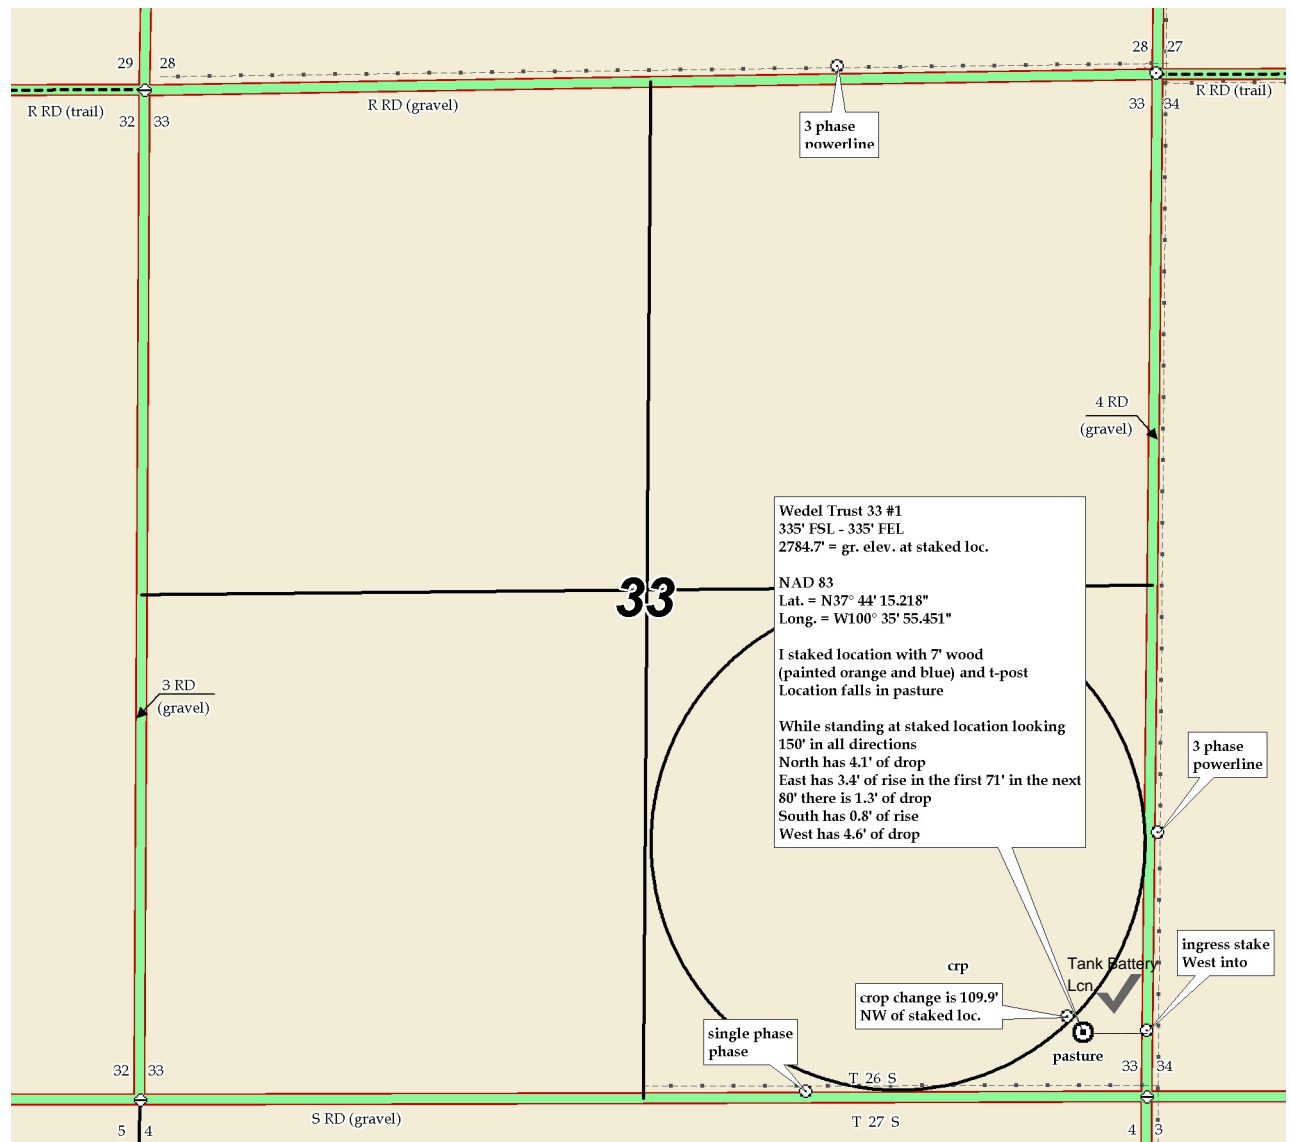 29 28
28 27
R RD (trail)
R RD (gravel)
R RD (trail)
32 33
33 34
3 phase
powerline
4 RD
(gravel)
Wedel Trust 33 #1
335' FSL - 335' FEL
2784.7' = gr. elev. at staked loc.
NAD 83
Lat. = N37° 44' 15.218"
Long. = W100° 35' 55.451"
I staked location with 7' wood
(painted orange and blue) and t-post
Location falls in pasture
While standing at staked location looking
150' in all directions
North has 4.1' of drop
East has 3.4' of rise in the first 71' in the next
80' there is 1.3' of drop
South has 0.8' of rise
West has 4.6' of drop
33
3 RD
(gravel)
3 phase
powerline
ingress stake
West into
Tank Battery
Lcn.
crp
crop change is 109.9'
NW of staked loc.
single phase
phase
pasture
32 33
33 34
T 26 S
S RD (gravel)
T 27 S
5 4
4 3